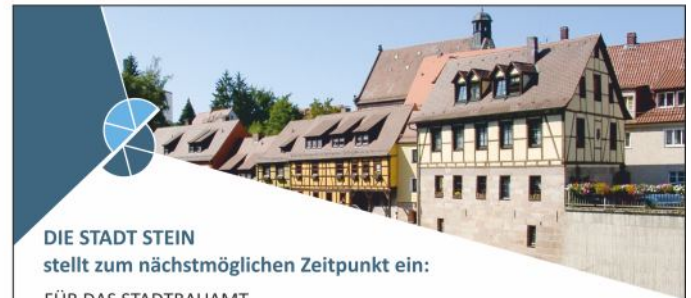 DIE STADT STEIN
stellt zum nächstmöglichen Zeitpunkt ein:
FÜR DAS STADTBAUAMT